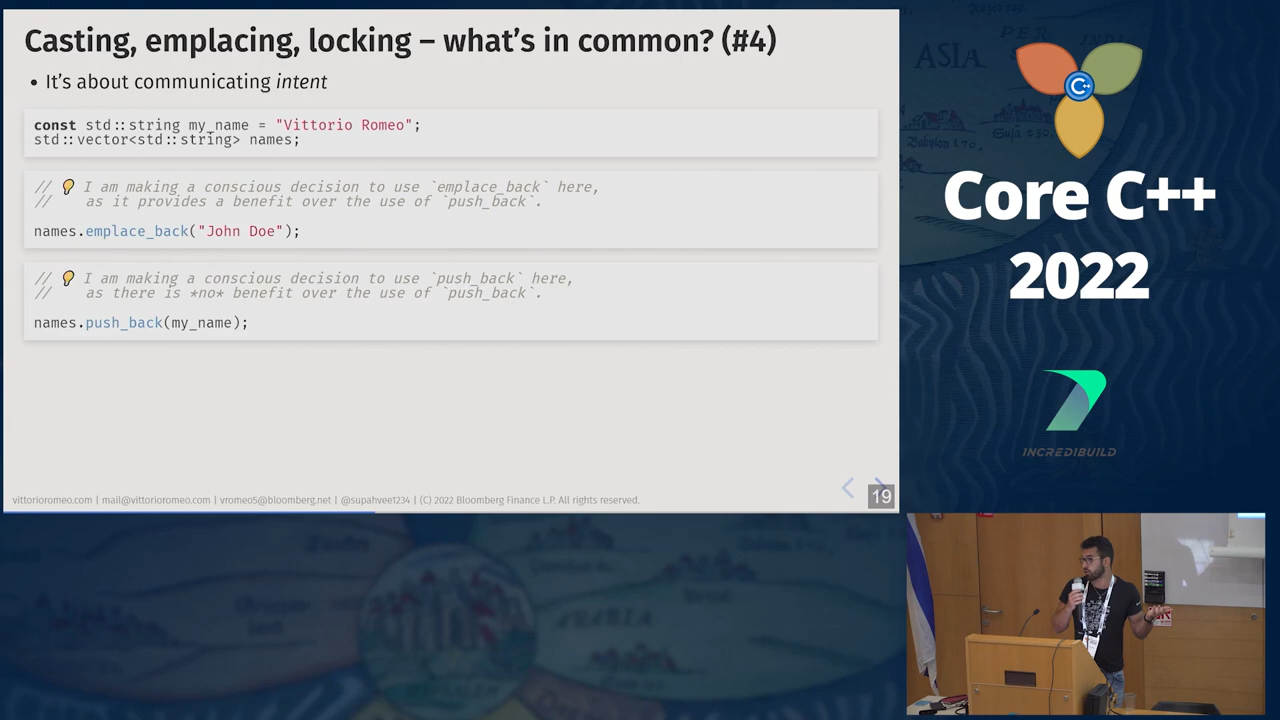 Casting, emplacing, locking – what's in common? (#4)
• It's about communicating intent
const std::string my_name = "Vittorio Romeo";
std::vector<std::string> names;
// 💡 I am making a conscious decision to use `emplace_back` here,
//    as it provides a benefit over the use of `push_back`.
names.emplace_back("John Doe");
// 💡 I am making a conscious decision to use `push_back` here,
//    as there is *no* benefit over the use of `push_back`.
names.push_back(my_name);
vittorioromeo.com | mail@vittorioromeo.com | vromeo5@bloomberg.net | @supahvee1234 | (C) 2022 Bloomberg Finance L.P. All rights reserved.
19
ASIA
C++
Core C++
2022
INCREDIBUILD
ARABIA